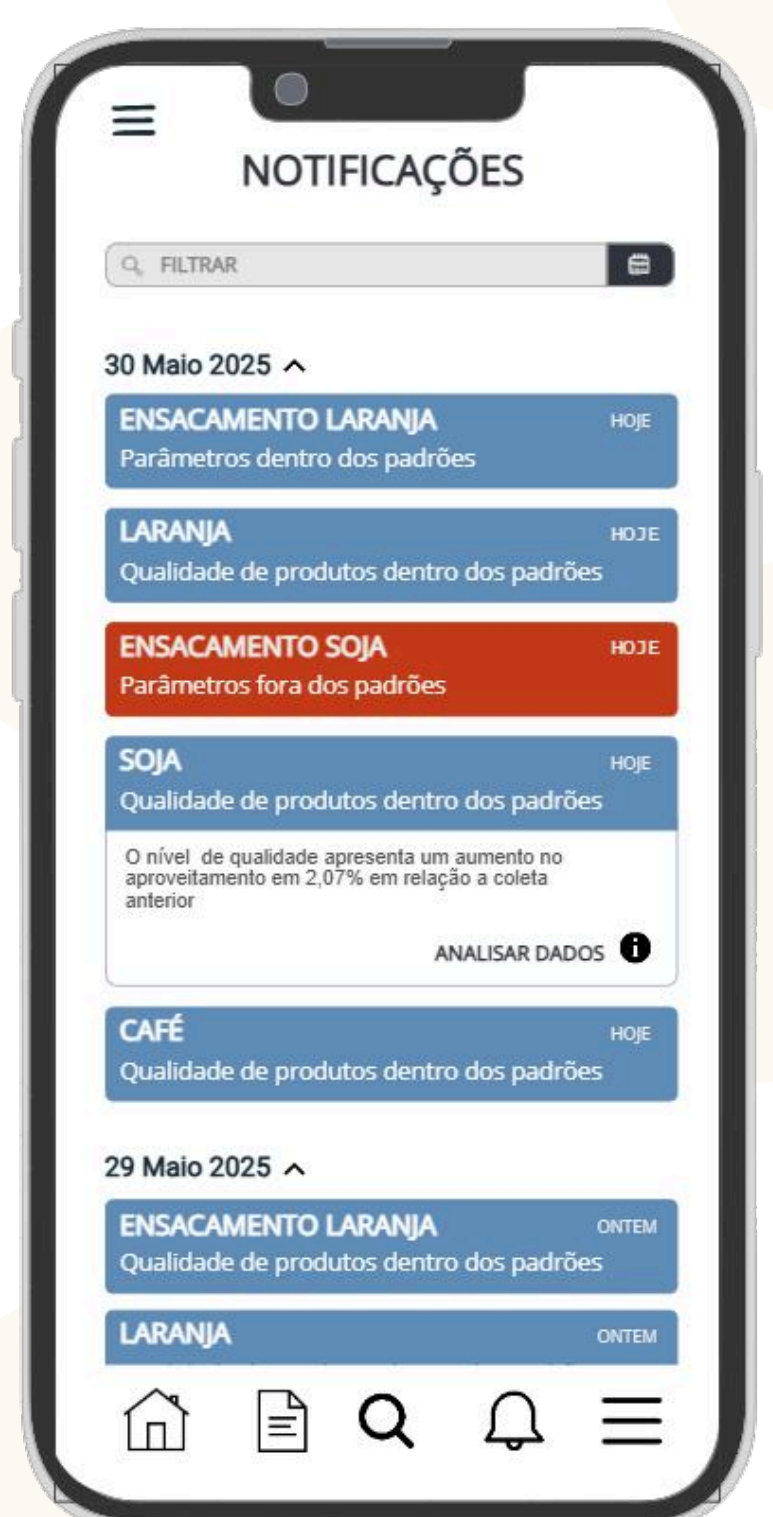 NOTIFICAÇÕES
FILTRAR
30 Maio 2025
ENSACAMENTO LARANJA HOJE
Parâmetros dentro dos padrões
LARANJA HOJE
Qualidade de produtos dentro dos padrões
ENSACAMENTO SOJA HOJE
Parâmetros fora dos padrões
SOJA HOJE
Qualidade de produtos dentro dos padrões
O nível de qualidade apresenta um aumento no
aproveitamento em 2,07% em relação a coleta
anterior
ANALISAR DADOS
CAFÉ HOJE
Qualidade de produtos dentro dos padrões
29 Maio 2025
ENSACAMENTO LARANJA ONTEM
Qualidade de produtos dentro dos padrões
LARANJA ONTEM